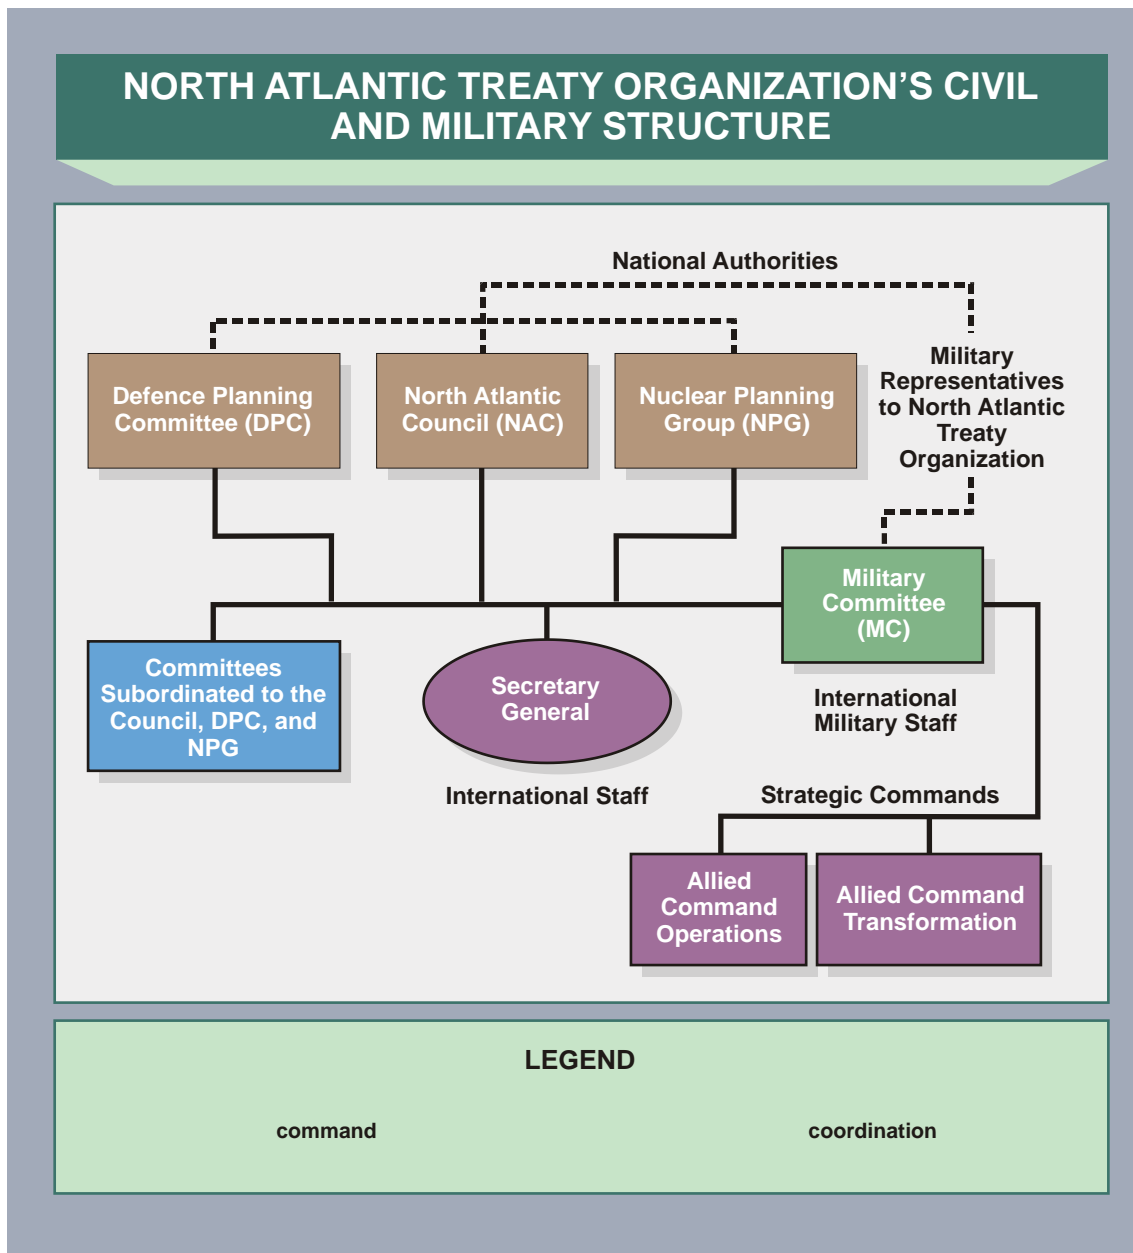 NORTH ATLANTIC TREATY ORGANIZATION’S CIVIL
AND MILITARY STRUCTURE
National Authorities
Defence Planning
Committee (DPC)
North Atlantic
Council (NAC)
Nuclear Planning
Group (NPG)
Military
Representatives
to North Atlantic
Treaty
Organization
Military
Committee
(MC)
Committees
Subordinated to the
Council, DPC, and
NPG
Secretary
General
International
Military Staff
International Staff
Strategic Commands
Allied
Command
Operations
Allied Command
Transformation
LEGEND
command
coordination